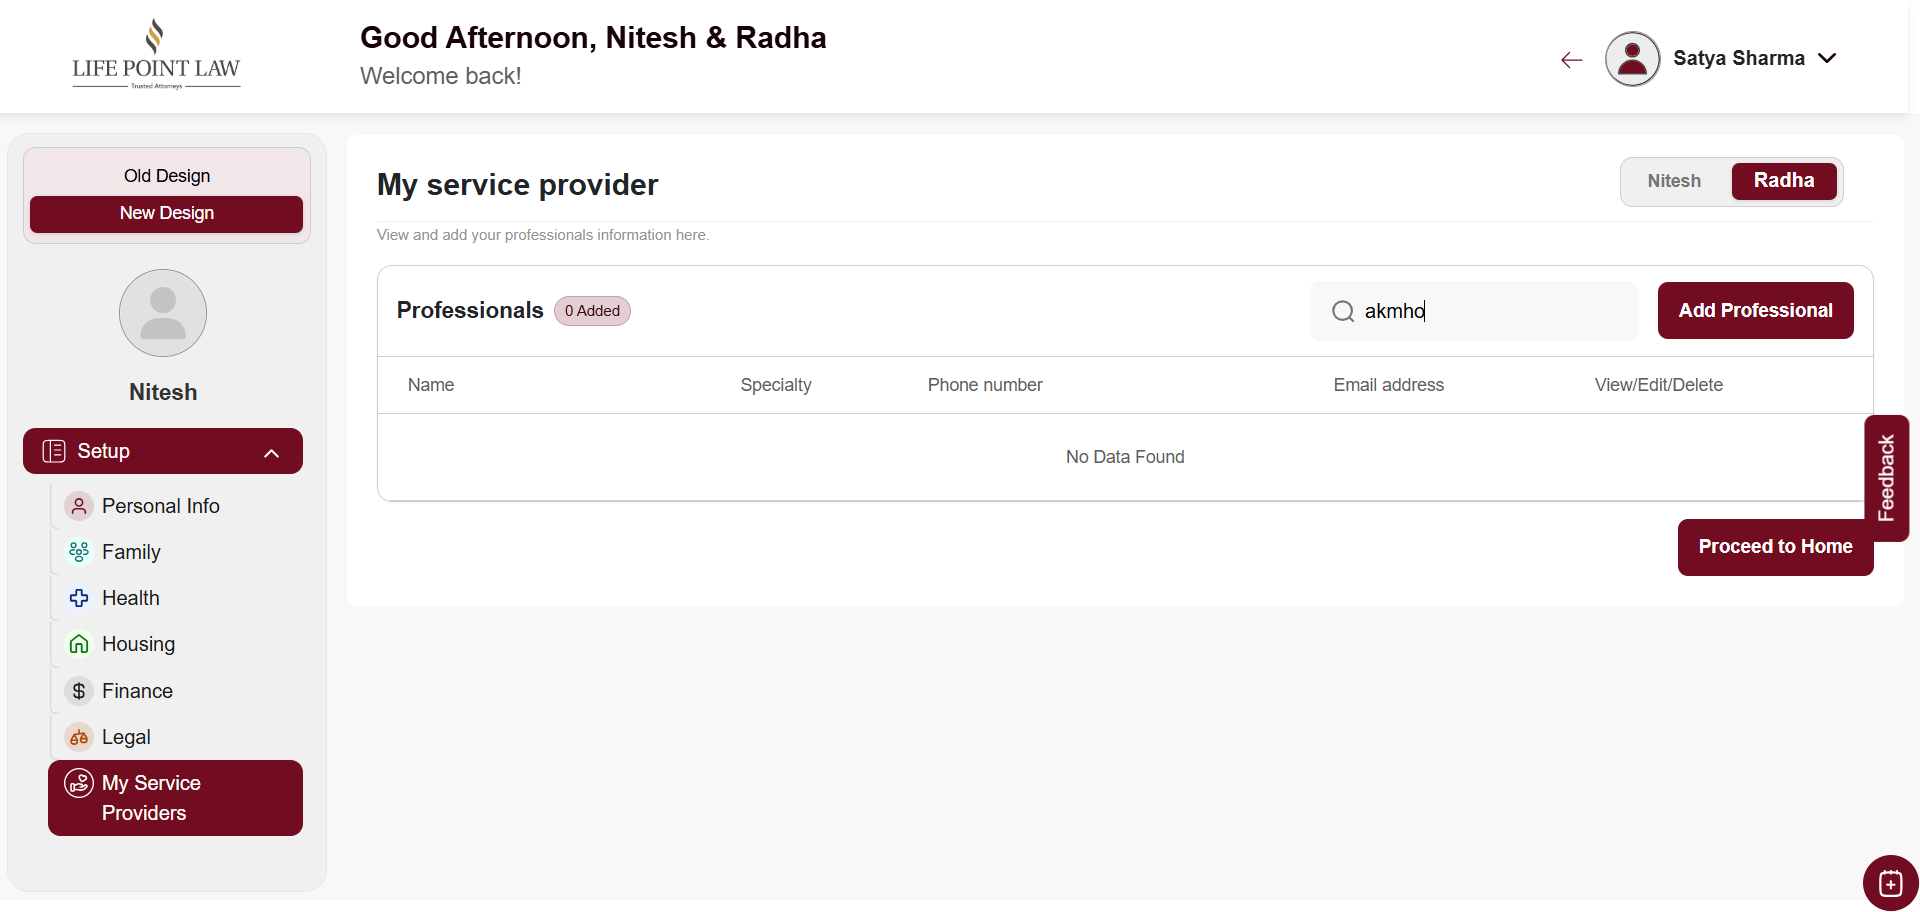 LIFE POINT LAW
Trusted Attorneys
Good Afternoon, Nitesh & Radha
Welcome back!
Satya Sharma
Old Design
New Design
Nitesh
Setup
Personal Info
Family
Health
Housing
Finance
Legal
My Service
Providers
My service provider
Nitesh
Radha
View and add your professionals information here.
Professionals
0 Added
akmho
Add Professional
Name
Specialty
Phone number
Email address
View/Edit/Delete
No Data Found
Feedback
Proceed to Home